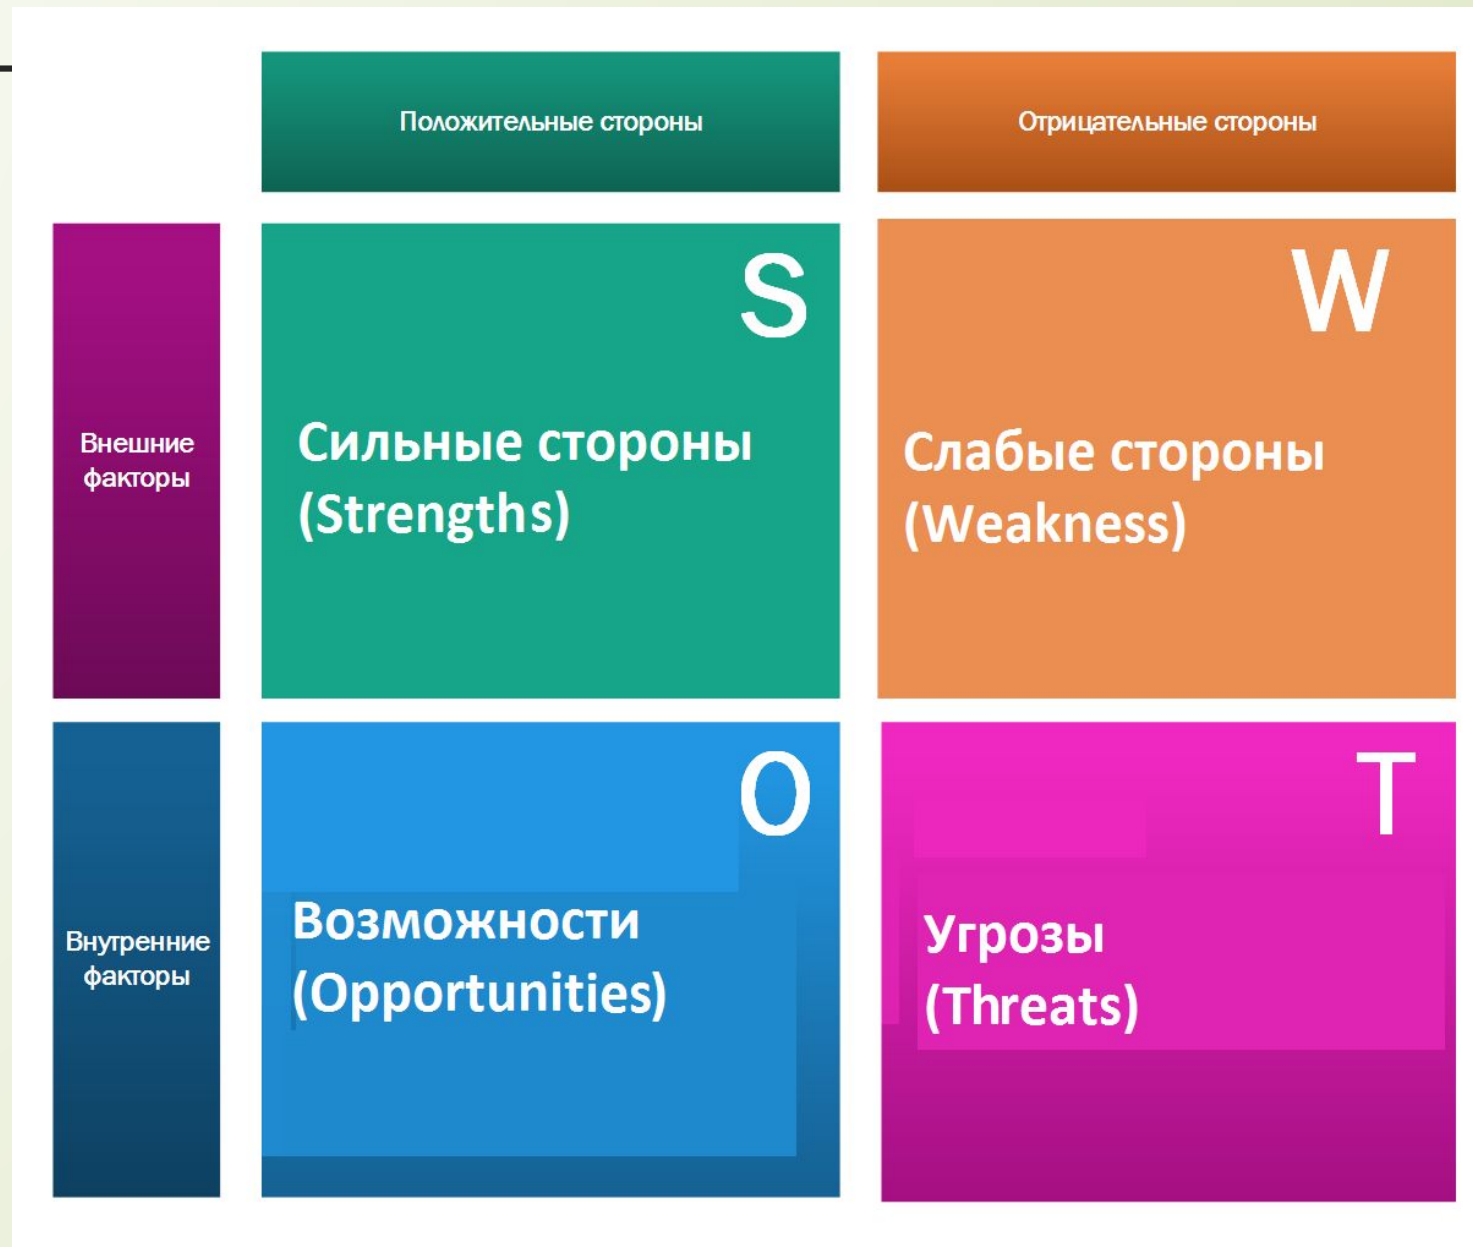 Положительные стороны
Отрицательные стороны
S
W
Внешние
факторы
Сильные стороны
(Strengths)
Слабые стороны
(Weakness)
O
T
Внутренние
факторы
Возможности
(Opportunities)
Угрозы
(Threats)